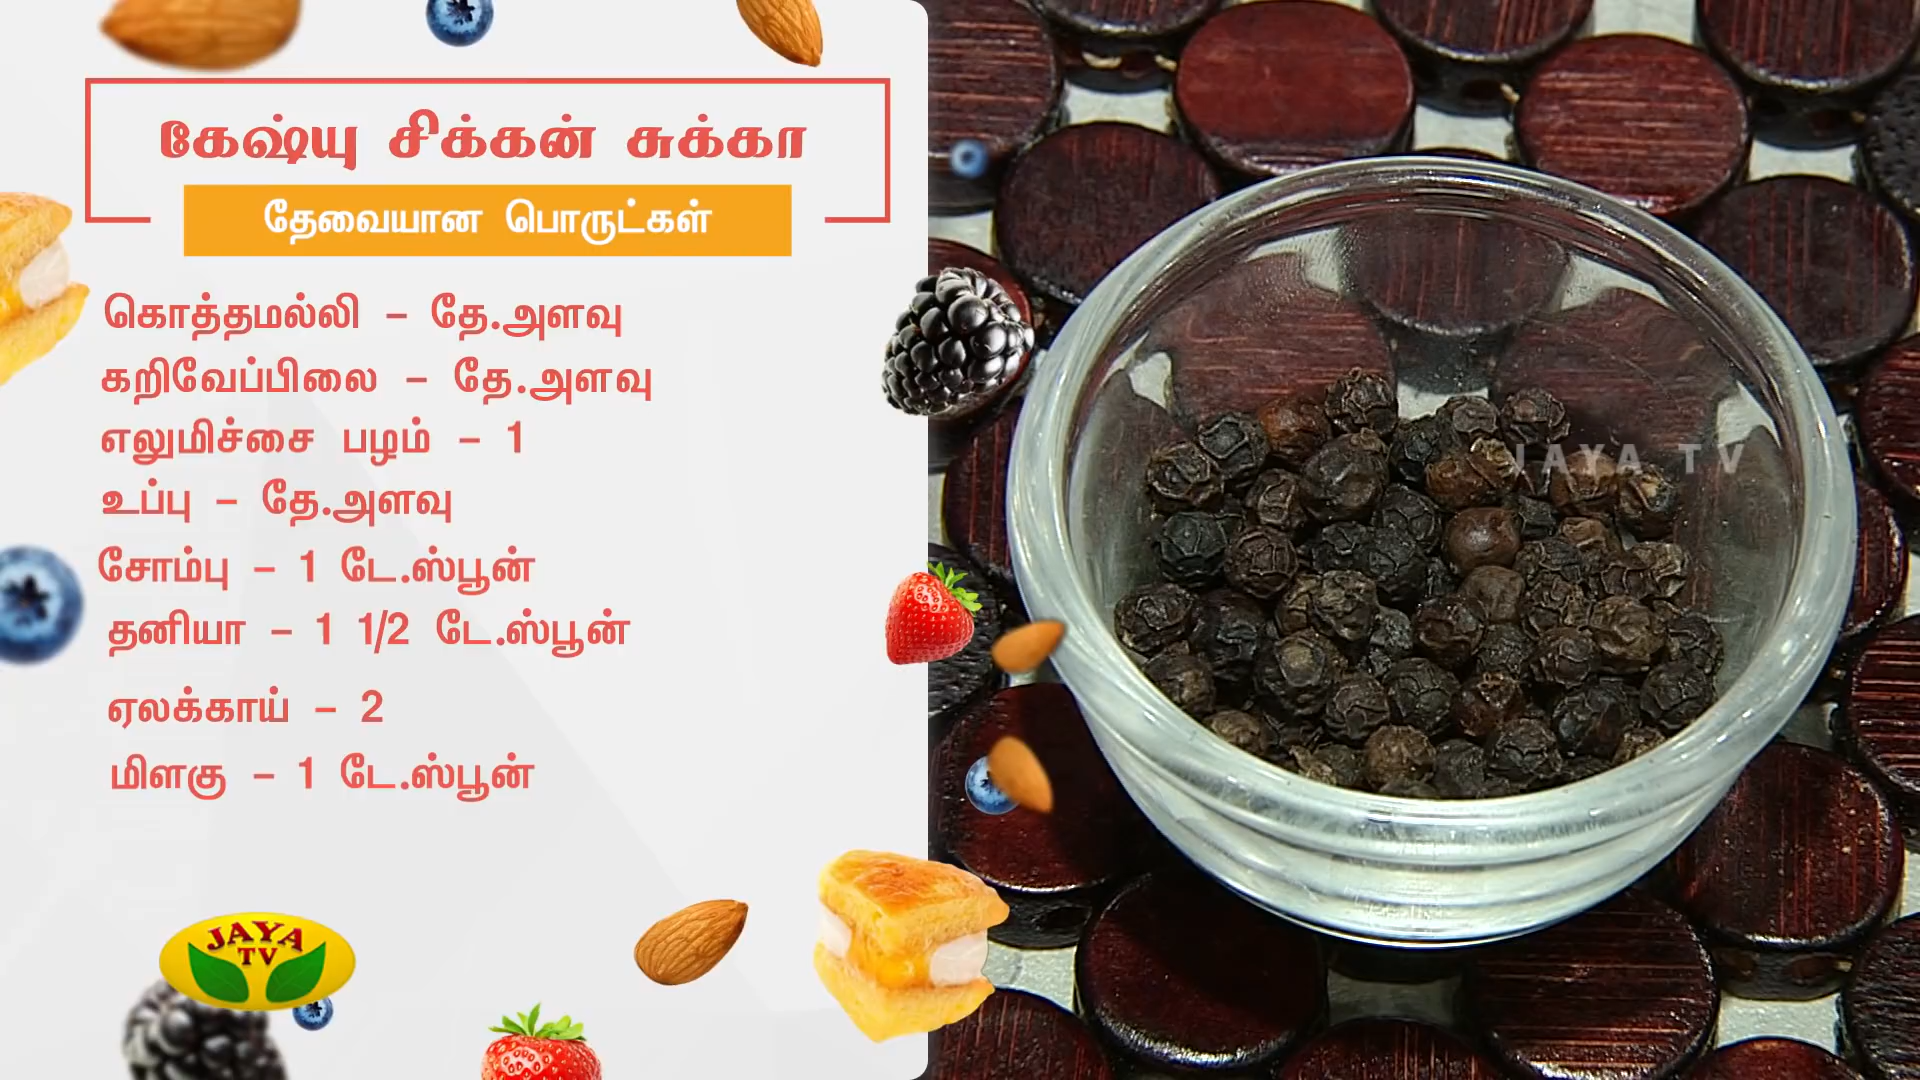 கேஷ்யு சிக்கன் சுக்கா
தேவையான பொருட்கள்
கொத்தமல்லி – தே.அளவு
கறிவேப்பிலை – தே.அளவு
எலுமிச்சை பழம் – 1
உப்பு – தே.அளவு
சோம்பு – 1 டே.ஸ்பூன்
தனியா – 1 1/2 டே.ஸ்பூன்
ஏலக்காய் – 2
மிளகு – 1 டே.ஸ்பூன்
JAYA TV
JAYA
TV